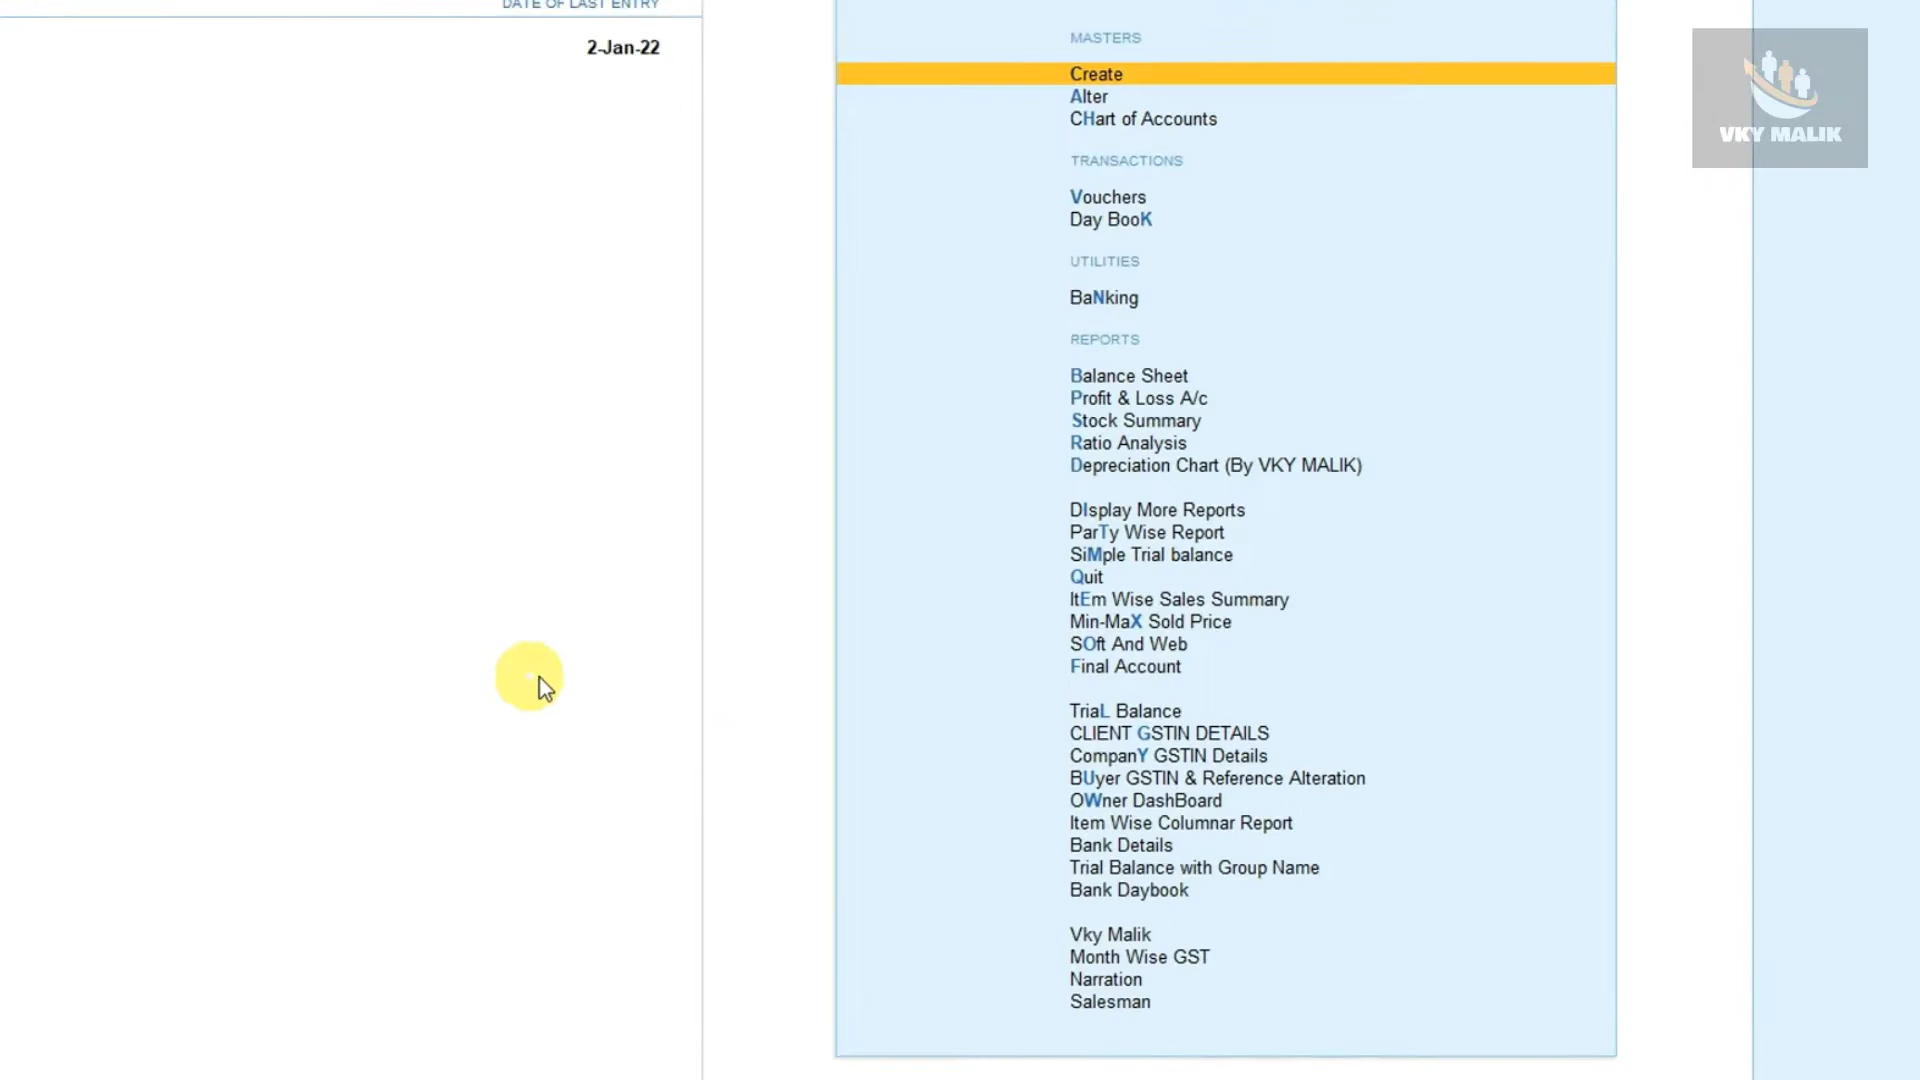 DATE OF LAST ENTRY
2-Jan-22
MASTERS
Create
Alter
CHart of Accounts
TRANSACTIONS
Vouchers
Day BooK
UTILITIES
BaNking
REPORTS
Balance Sheet
Profit & Loss A/c
Stock Summary
Ratio Analysis
Depreciation Chart (By VKY MALIK)
DIsplay More Reports
ParTy Wise Report
SiMple Trial balance
Quit
ItEm Wise Sales Summary
Min-MaX Sold Price
SOft And Web
Final Account
TriaL Balance
CLIENT GSTIN DETAILS
CompanY GSTIN Details
BUyer GSTIN & Reference Alteration
OWner DashBoard
Item Wise Columnar Report
Bank Details
Trial Balance with Group Name
Bank Daybook
Vky Malik
Month Wise GST
Narration
Salesman
VKY MALIK